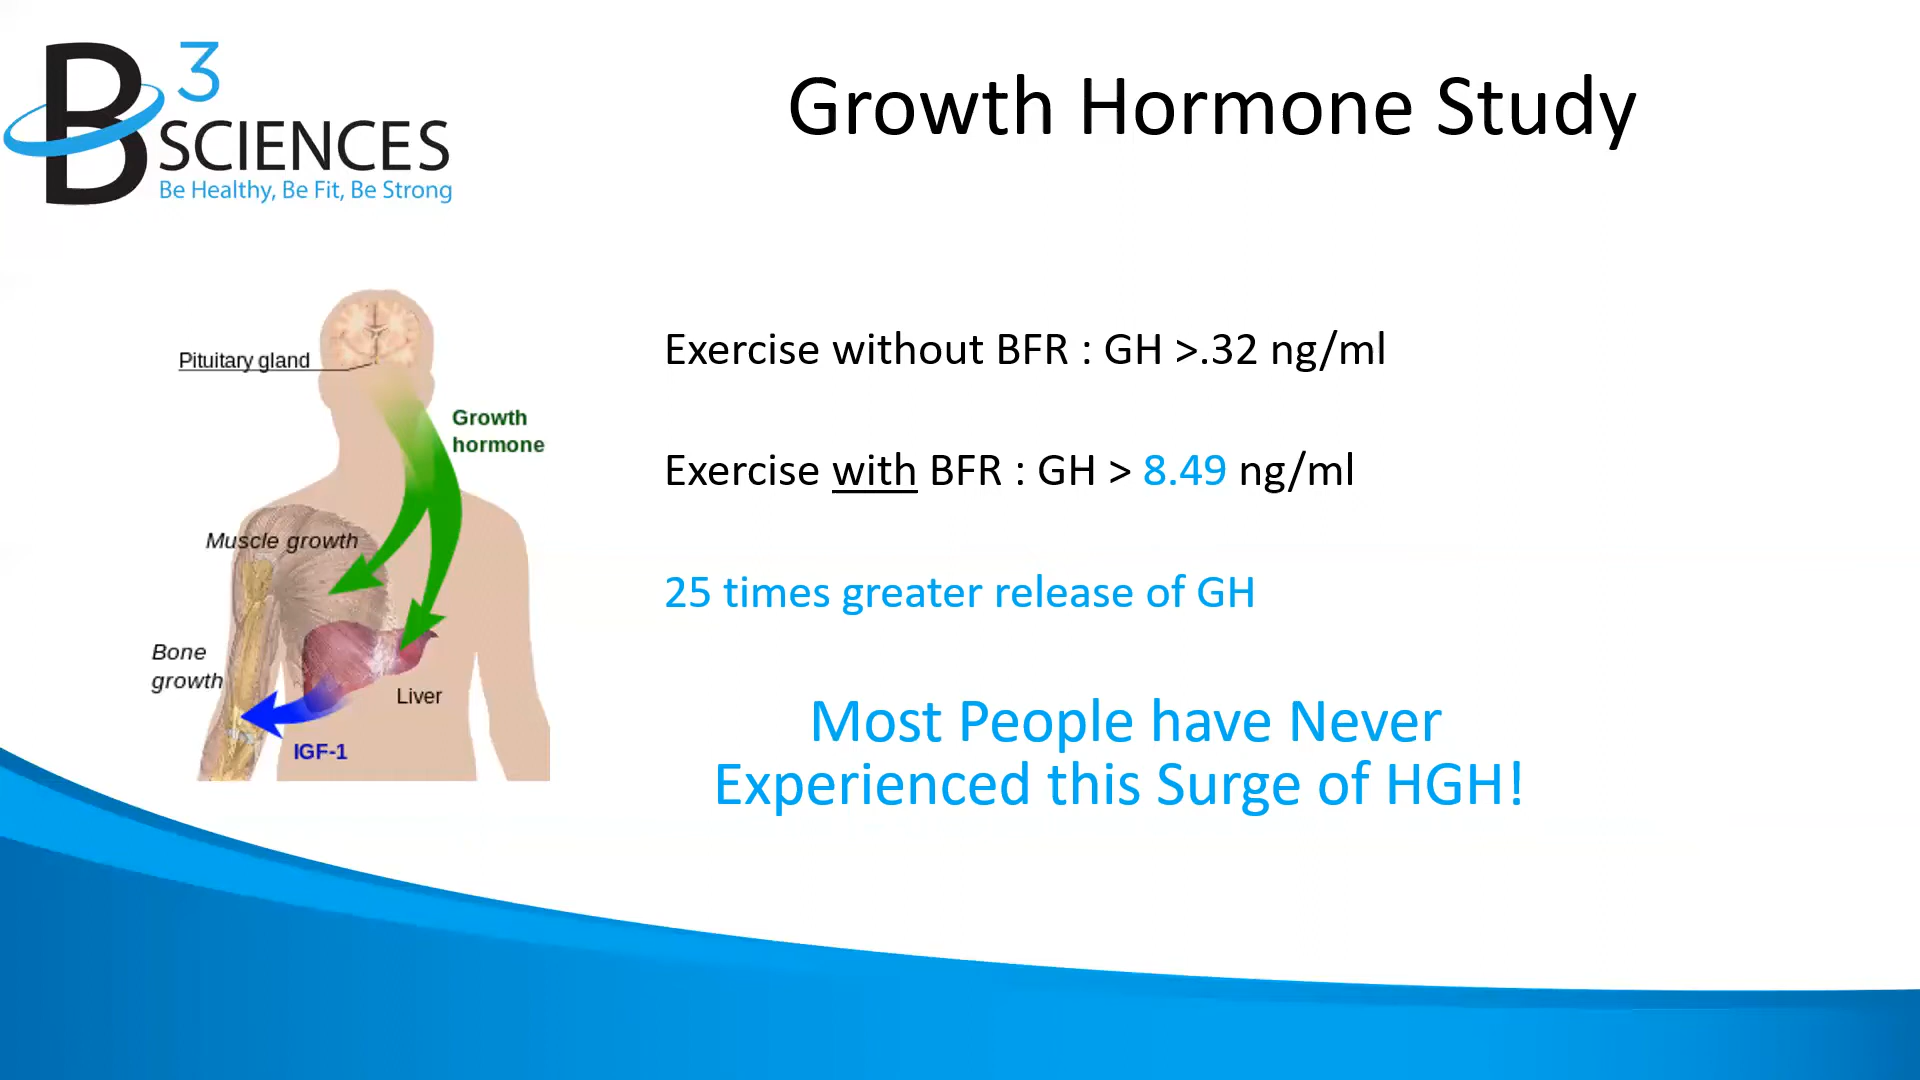 B3
SCIENCES
Be Healthy, Be Fit, Be Strong
Growth Hormone Study
Pituitary gland
Growth
hormone
Muscle growth
Bone
growth
Liver
IGF-1
Exercise without BFR : GH >.32 ng/ml
Exercise with BFR : GH > 8.49 ng/ml
25 times greater release of GH
Most People have Never
Experienced this Surge of HGH!